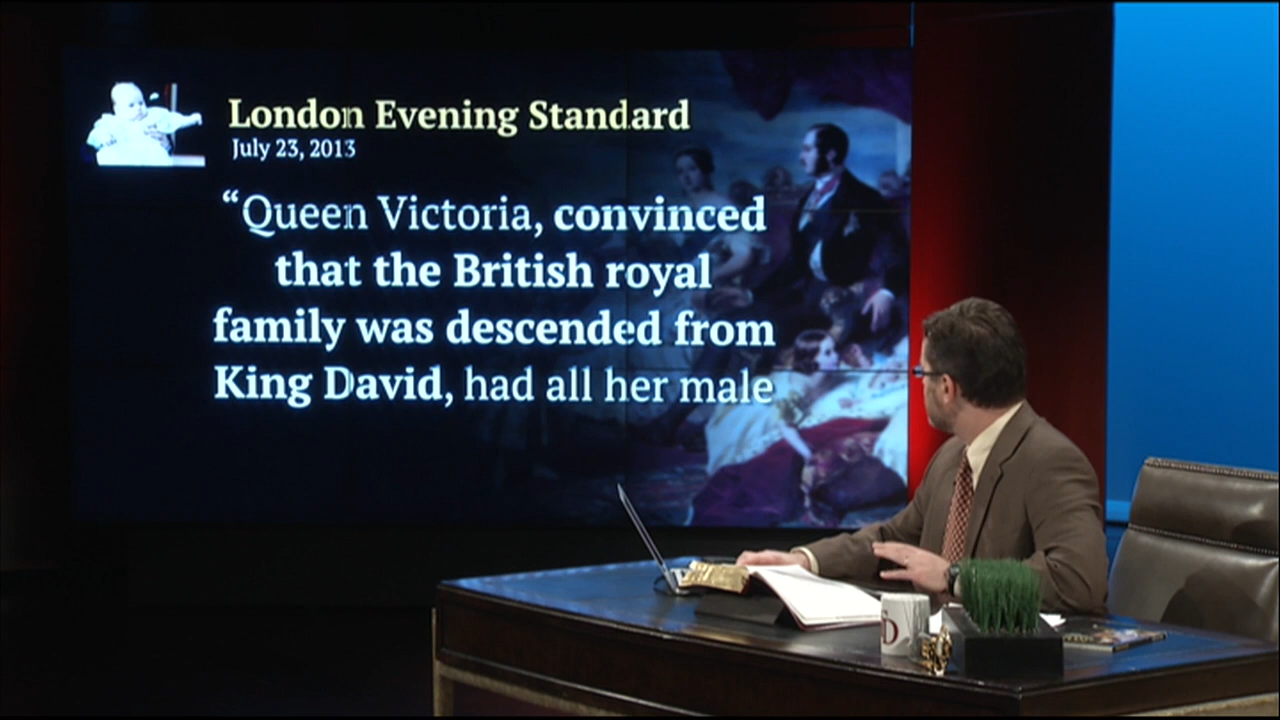 London Evening Standard
July 23, 2013
“Queen Victoria, convinced
that the British royal
family was descended from
King David, had all her male
D